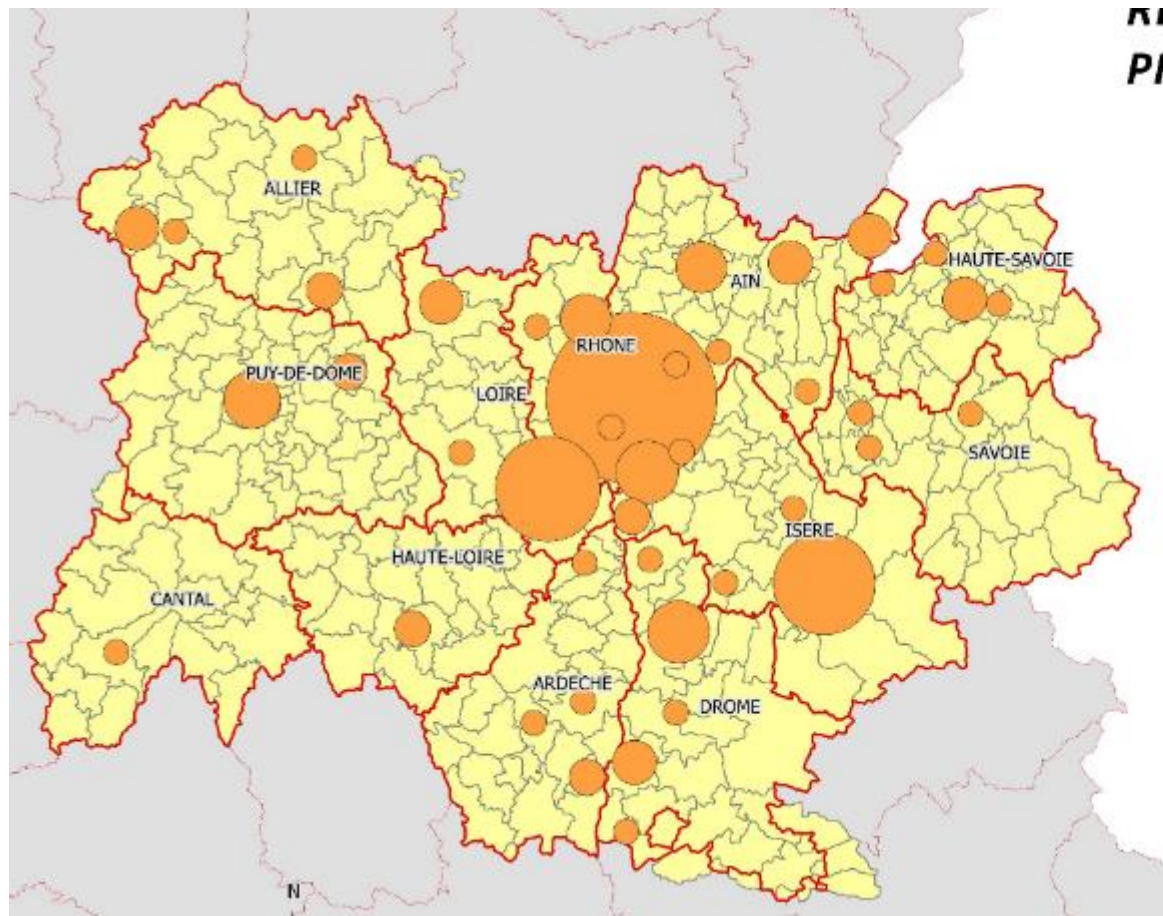 ALLIER
HAUTE-SAVOIE
AIN
RHONE
PUY-DE-DOME
LOIRE
SAVOIE
ISERE
HAUTE-LOIRE
CANTAL
ARDECHE
DROME
N